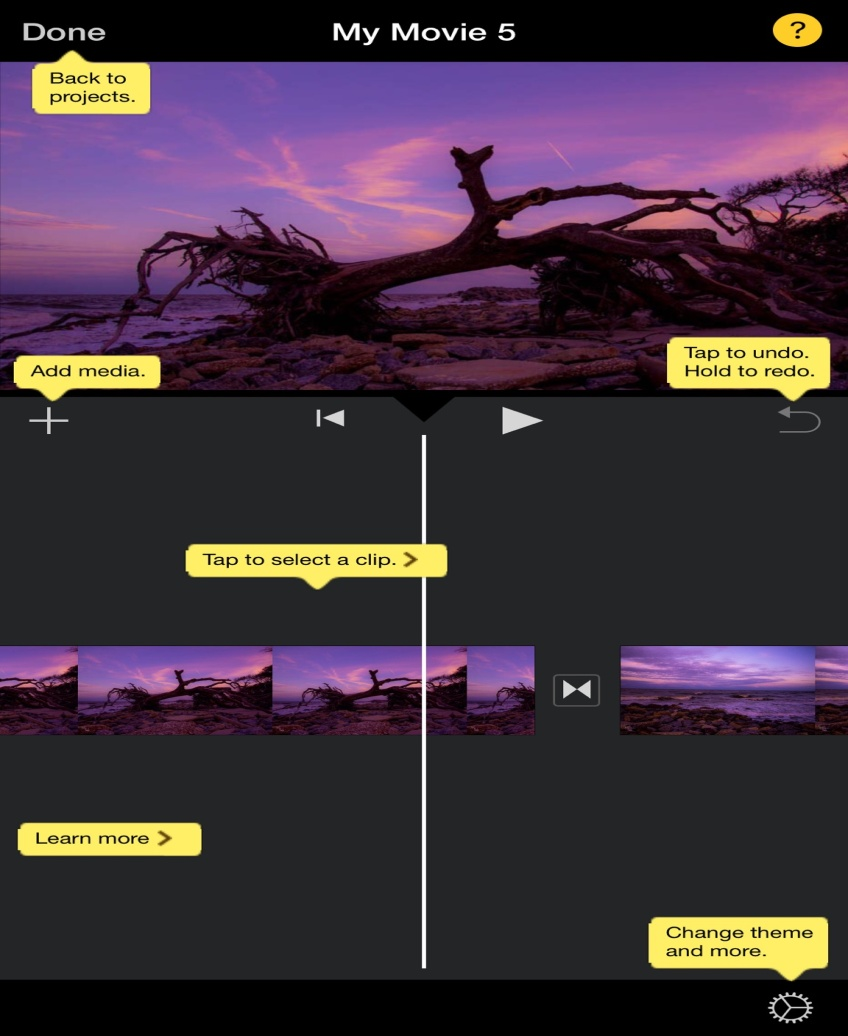 Done
My Movie 5
?
Back to
projects.
Add media.
Tap to undo.
Hold to redo.
Tap to select a clip.
Learn more
Change theme
and more.